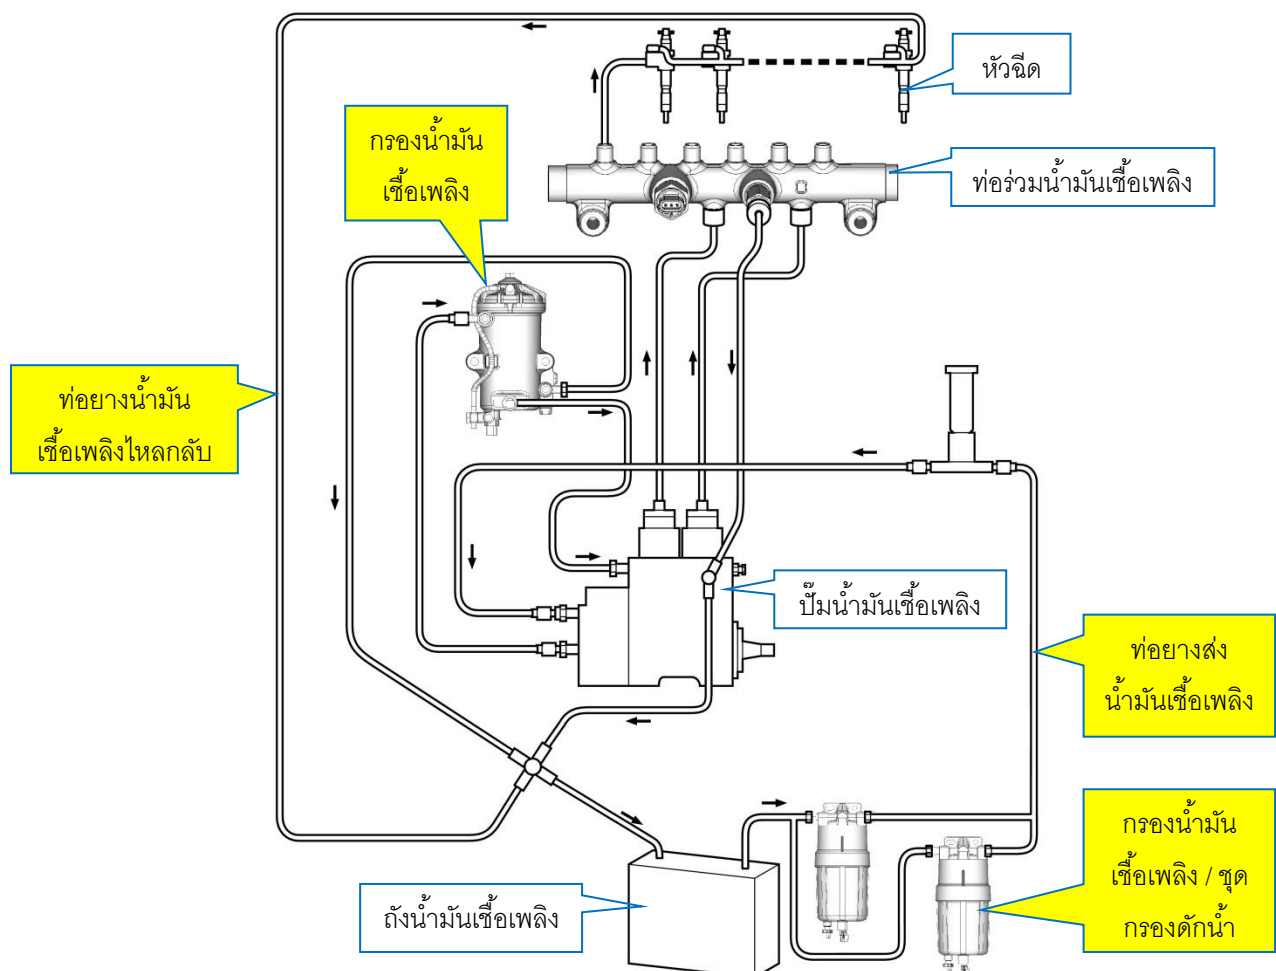 หัวฉีด
กรองน้ำมัน
เชื้อเพลิง
ท่อร่วมน้ำมันเชื้อเพลิง
ท่อยางน้ำมัน
เชื้อเพลิงไหลกลับ
ปั๊มน้ำมันเชื้อเพลิง
ท่อยางส่ง
น้ำมันเชื้อเพลิง
กรองน้ำมัน
เชื้อเพลิง / ชุด
กรองดักน้ำ
ถังน้ำมันเชื้อเพลิง